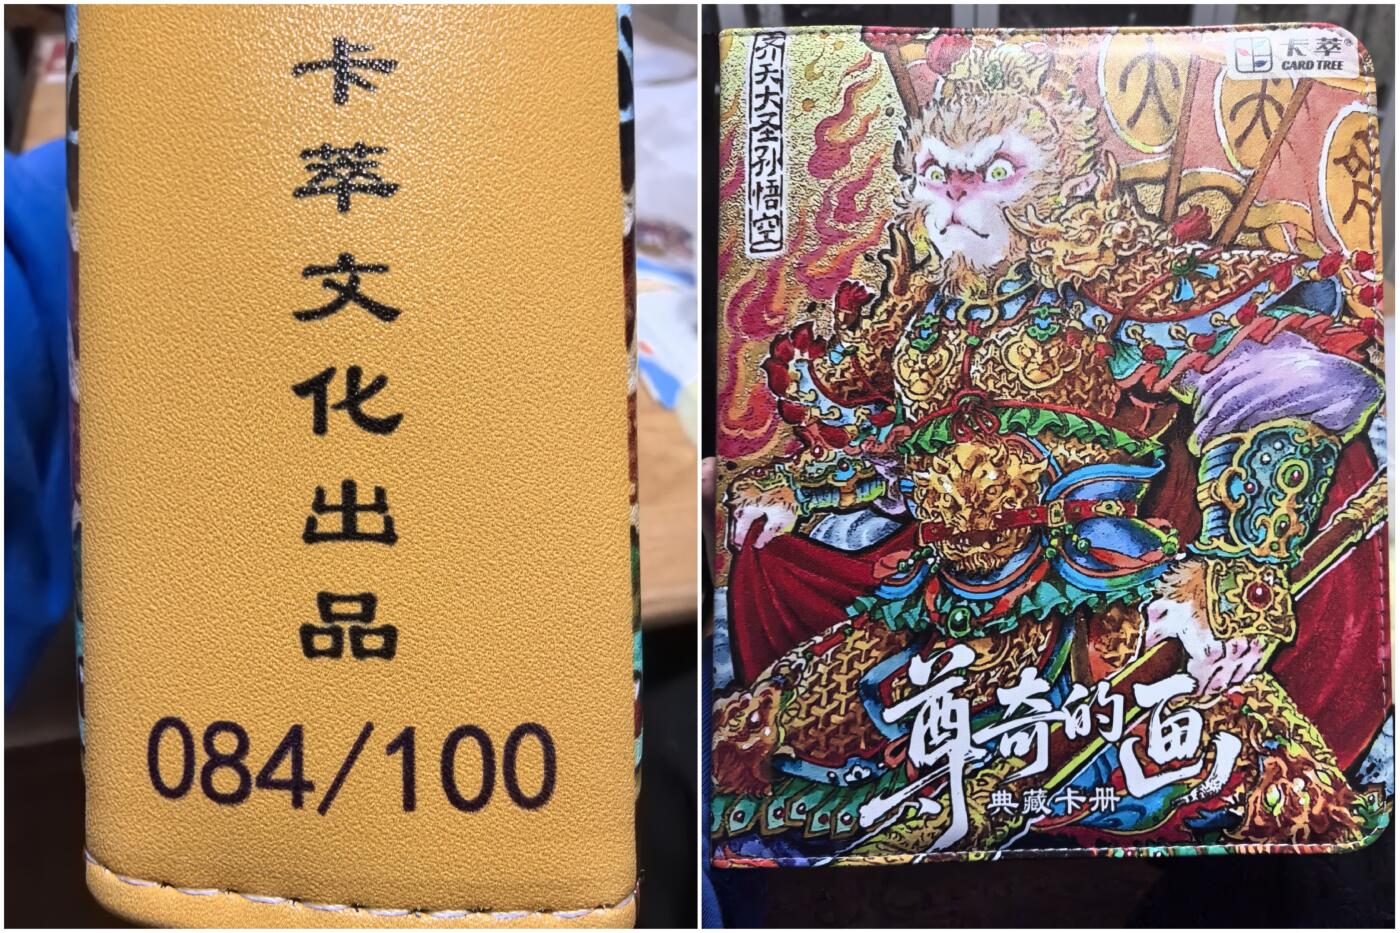 卡萃文化出品
084/100
齐天大圣孙悟空
卡萃®
CARD TREE
尊奇的画
典藏卡册